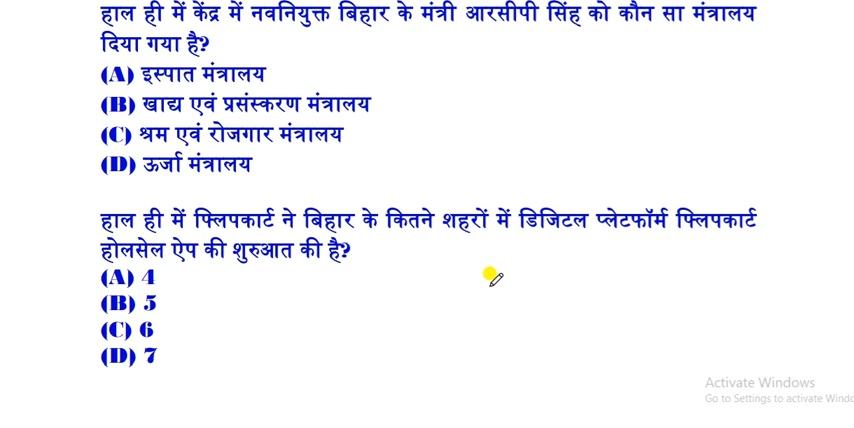 हाल ही में केंद्र में नवनियुक्त बिहार के मंत्री आरसीपी सिंह को कौन सा मंत्रालय
दिया गया है?
(A) इस्पात मंत्रालय
(B) खाद्य एवं प्रसंस्करण मंत्रालय
(C) श्रम एवं रोजगार मंत्रालय
(D) ऊर्जा मंत्रालय
हाल ही में फ्लिपकार्ट ने बिहार के कितने शहरों में डिजिटल प्लेटफॉर्म फ्लिपकार्ट
होलसेल ऐप की शुरुआत की है?
(A) 4
(B) 5
(C) 6
(D) 7
Activate Windows
Go to Settings to activate Windo